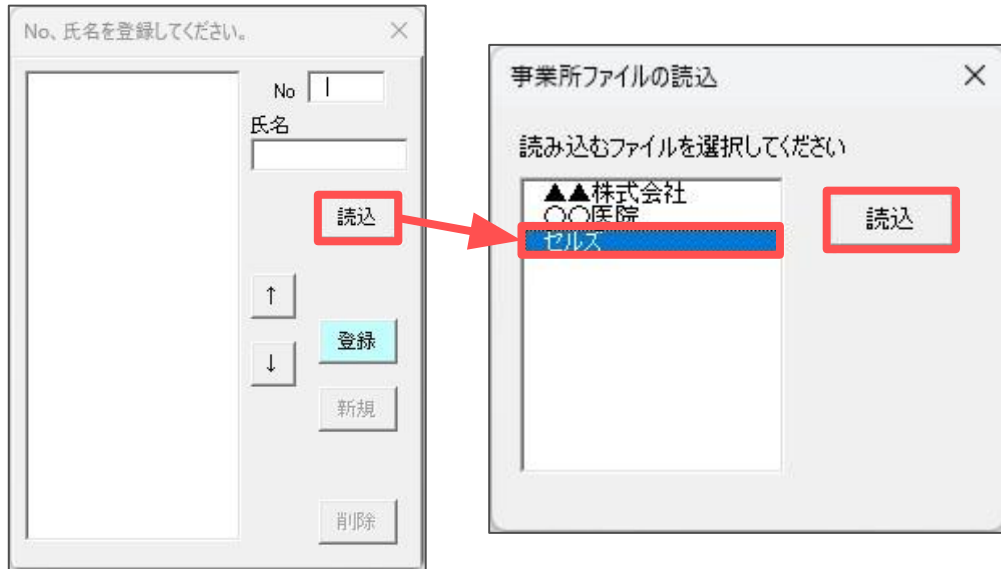 No、氏名を登録してください。
No
氏名
読込
↑
登録
↓
新規
削除
事業所ファイルの読込
読み込むファイルを選択してください
▲▲株式会社
〇〇医院
セルズ
読込